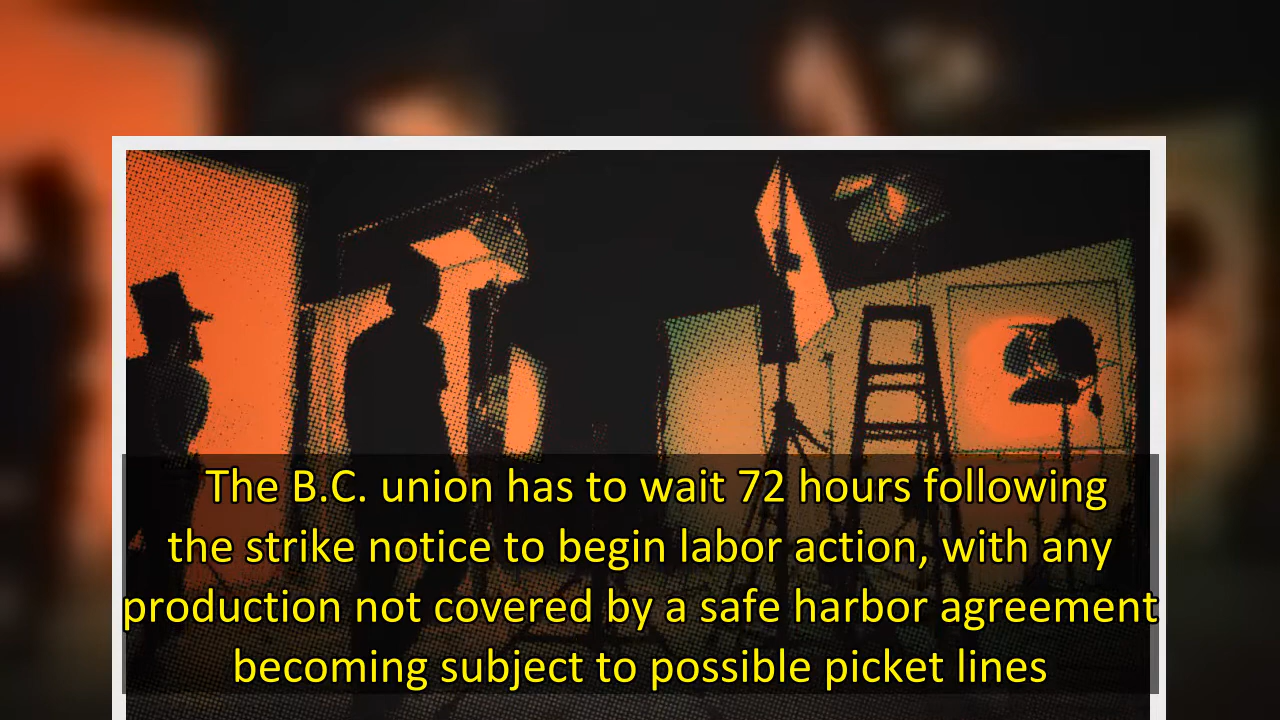 The B.C. union has to wait 72 hours following
the strike notice to begin labor action, with any
production not covered by a safe harbor agreement
becoming subject to possible picket lines